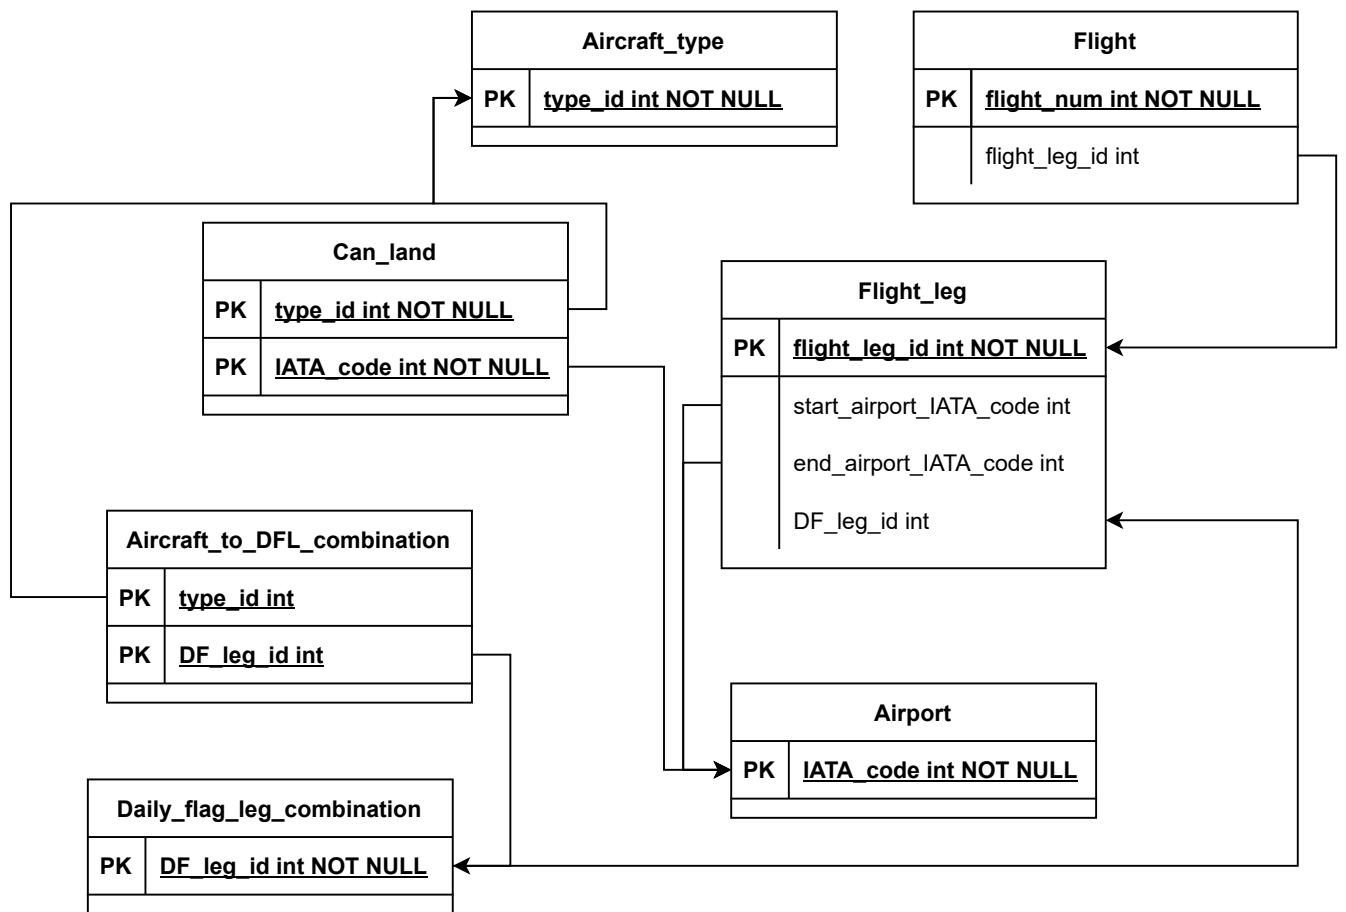 Aircraft_type
PK type_id int NOT NULL
Flight
PK flight_num int NOT NULL
flight_leg_id int
Can_land
PK type_id int NOT NULL
PK IATA_code int NOT NULL
Flight_leg
PK flight_leg_id int NOT NULL
start_airport_IATA_code int
end_airport_IATA_code int
DF_leg_id int
Aircraft_to_DFL_combination
PK type_id int
PK DF_leg_id int
Airport
PK IATA_code int NOT NULL
Daily_flag_leg_combination
PK DF_leg_id int NOT NULL